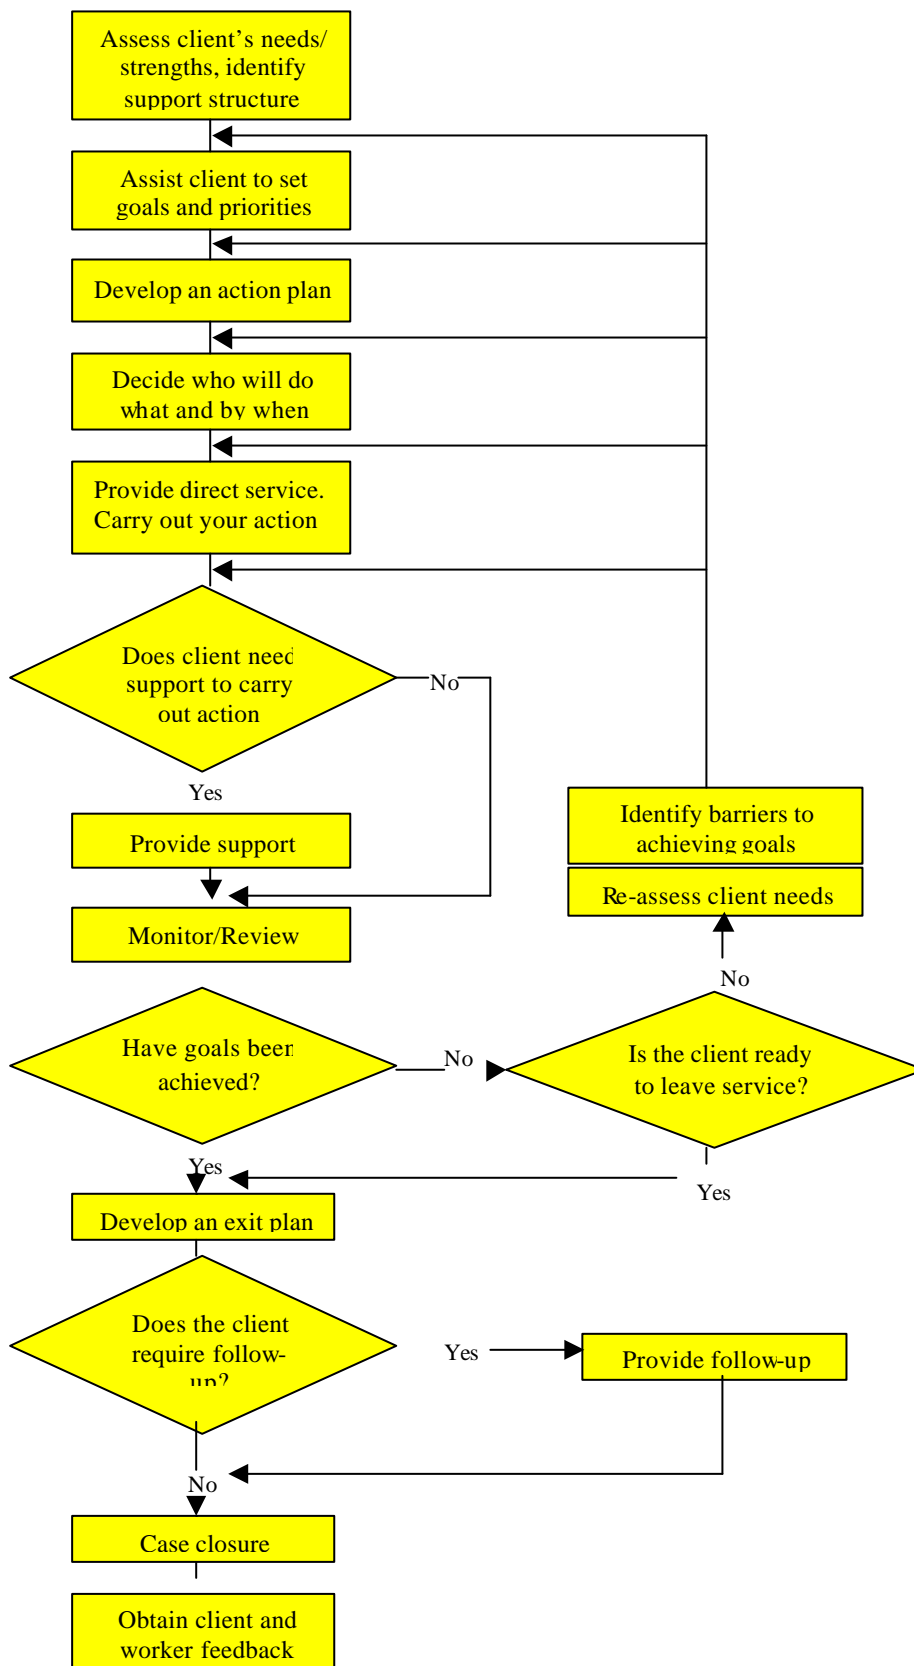 Assess client’s needs/
strengths, identify
support structure
Assist client to set
goals and priorities
Develop an action plan
Decide who will do
what and by when
Provide direct service.
Carry out your action
Does client need
support to carry
out action
No
Yes
Provide support
Monitor/Review
Identify barriers to
achieving goals
Re-assess client needs
No
Have goals been
achieved?
No
Is the client ready
to leave service?
Yes
Yes
Develop an exit plan
Does the client
require follow-
up?
Yes
Provide follow-up
No
Case closure
Obtain client and
worker feedback